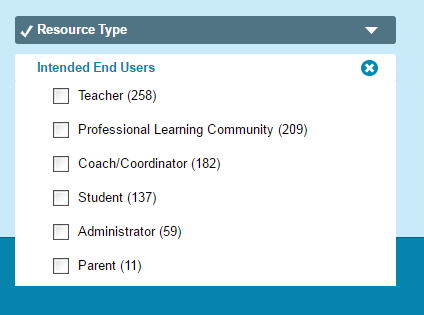 Resource Type
Intended End Users
Teacher (258)
Professional Learning Community (209)
Coach/Coordinator (182)
Student (137)
Administrator (59)
Parent (11)